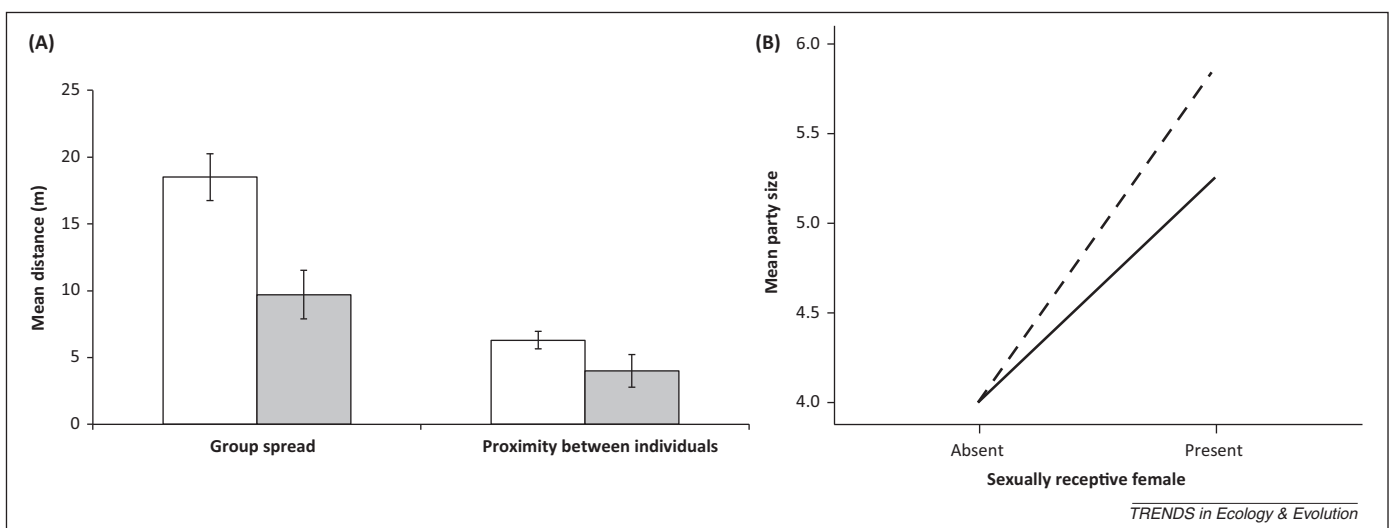 (A)
25
20
15
10
5
0
Mean distance (m)
Group spread
Proximity between individuals
(B)
6.0
5.5
5.0
4.5
4.0
Mean party size
Absent
Present
Sexually receptive female
TRENDS in Ecology & Evolution